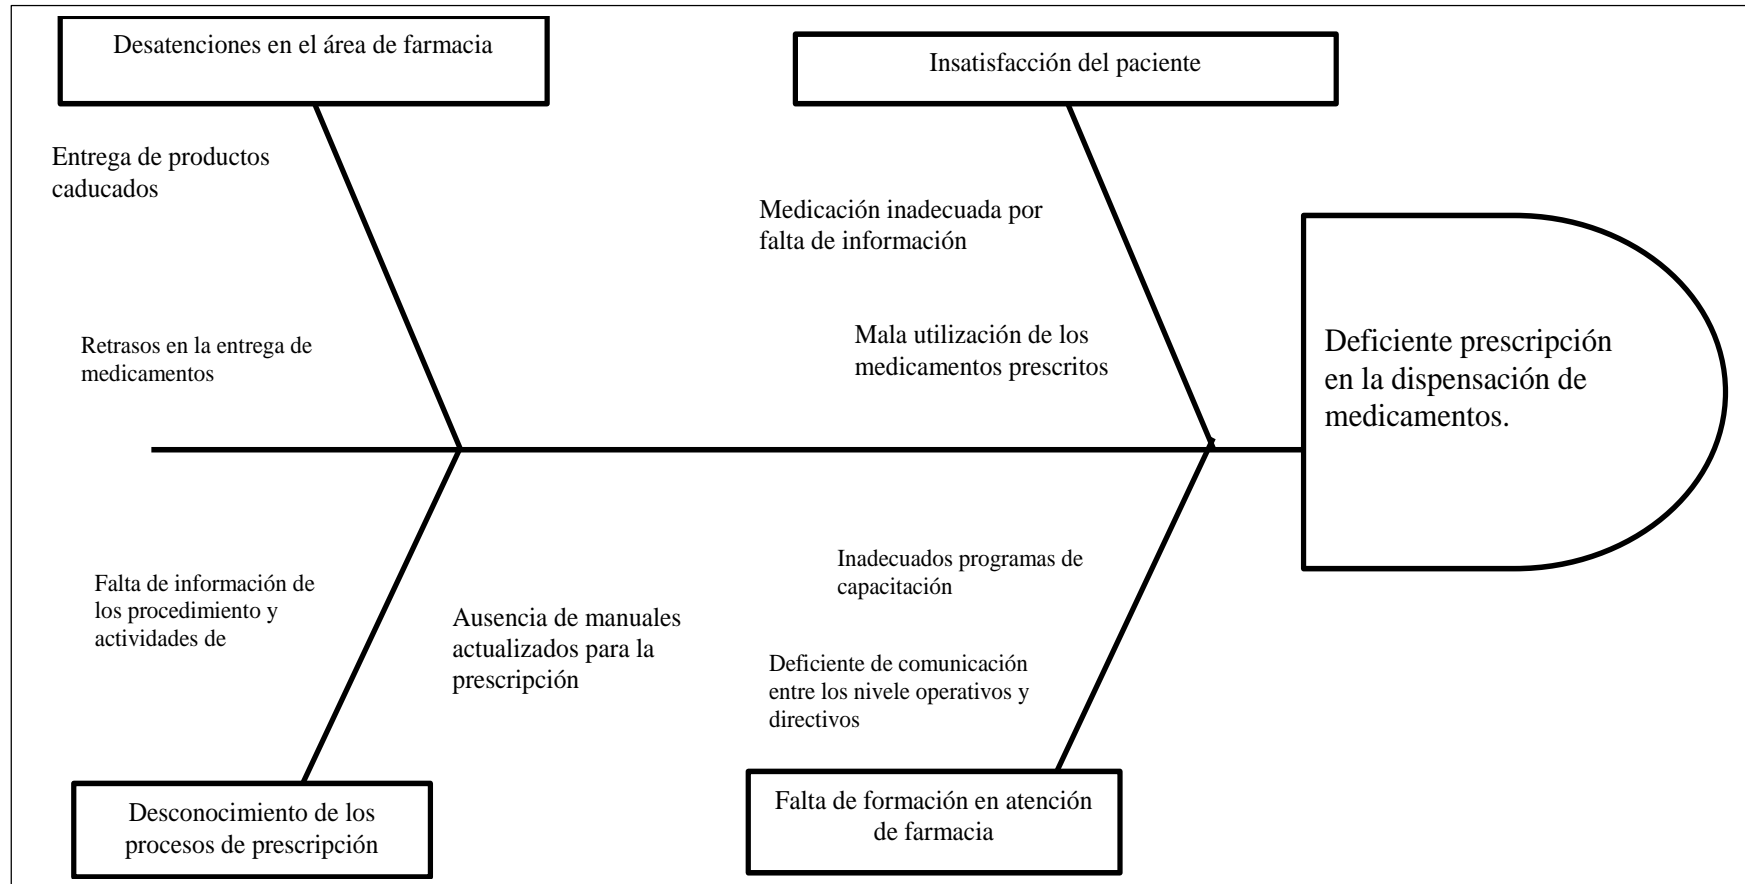 Desatenciones en el área de farmacia
Insatisfacción del paciente
Entrega de productos
caducados
Medicación inadecuada por
falta de información
Retrasos en la entrega de
medicamentos
Mala utilización de los
medicamentos prescritos
Deficiente prescripción
en la dispensación de
medicamentos.
Falta de información de
los procedimiento y
actividades de
Ausencia de manuales
actualizados para la
prescripción
Inadecuados programas de
capacitación
Deficiente de comunicación
entre los nivele operativos y
directivos
Desconocimiento de los
procesos de prescripción
Falta de formación en atención
de farmacia